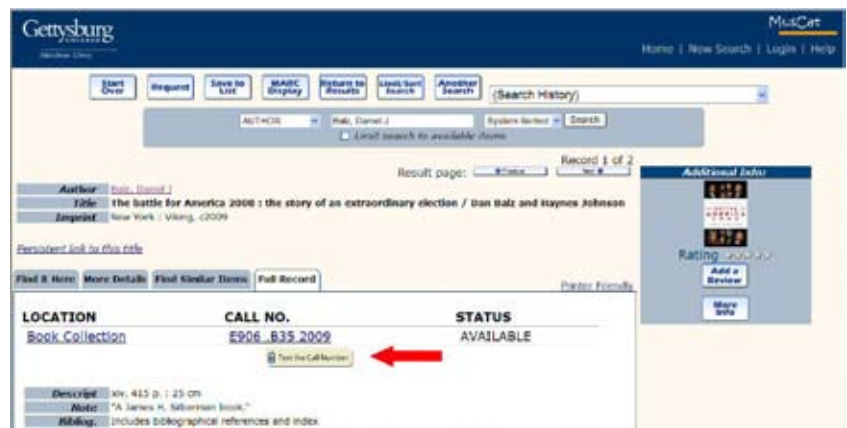 Gettysburg
COLLEGE
MusCat
Home | New Search | Login | Help
Start Over
Request
Save to List
MARC Display
Return to Results
Limit/Sort Search
Another Search
(Search History)
AUTHOR
Balz, Daniel J
System Sorted
Search
Limit search to available items
Record 1 of 2
Result page:
Additional Info:
Author Balz, Daniel J
Title The battle for America 2008 : the story of an extraordinary election / Dan Balz and Haynes Johnson
Imprint New York : Viking, c2009
Rating
Add a Review
More Info
Persistent link to this title
Find It Here
More Details
Find Similar Items
Full Record
Printer Friendly
LOCATION CALL NO. STATUS
Book Collection E906 .B35 2009 AVAILABLE
Text the Call Number
Descript xiv, 415 p. ; 25 cm
Note "A James H. Silberman book."
Bibliog. Includes bibliographical references and index